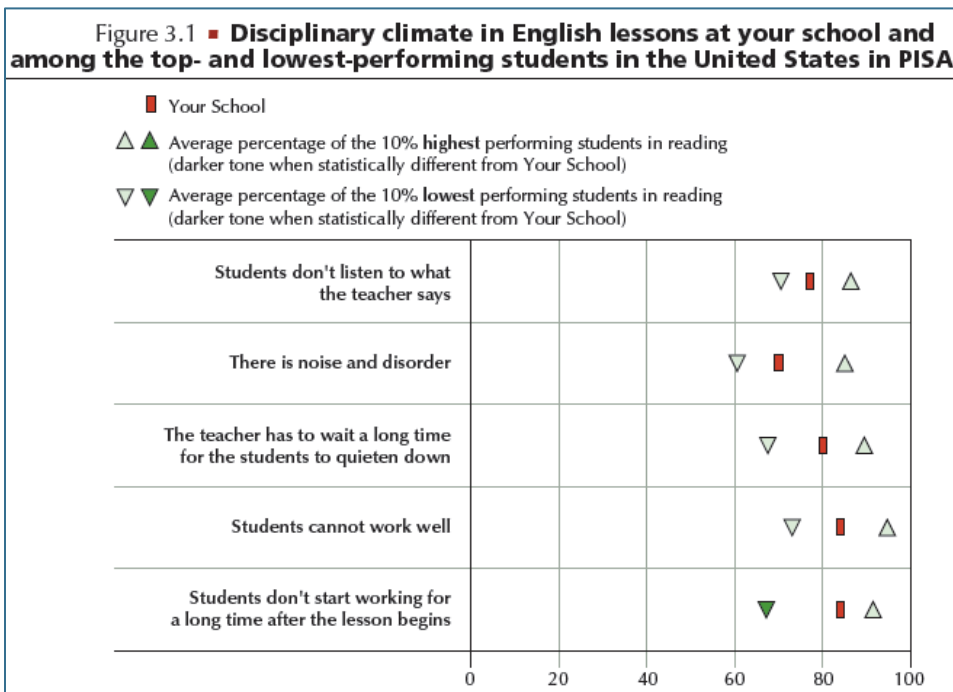 Figure 3.1 ▪ Disciplinary climate in English lessons at your school and
among the top- and lowest-performing students in the United States in PISA
Your School
Average percentage of the 10% highest performing students in reading
(darker tone when statistically different from Your School)
Average percentage of the 10% lowest performing students in reading
(darker tone when statistically different from Your School)
Students don't listen to what
the teacher says
There is noise and disorder
The teacher has to wait a long time
for the students to quieten down
Students cannot work well
Students don't start working for
a long time after the lesson begins
0 20 40 60 80 100